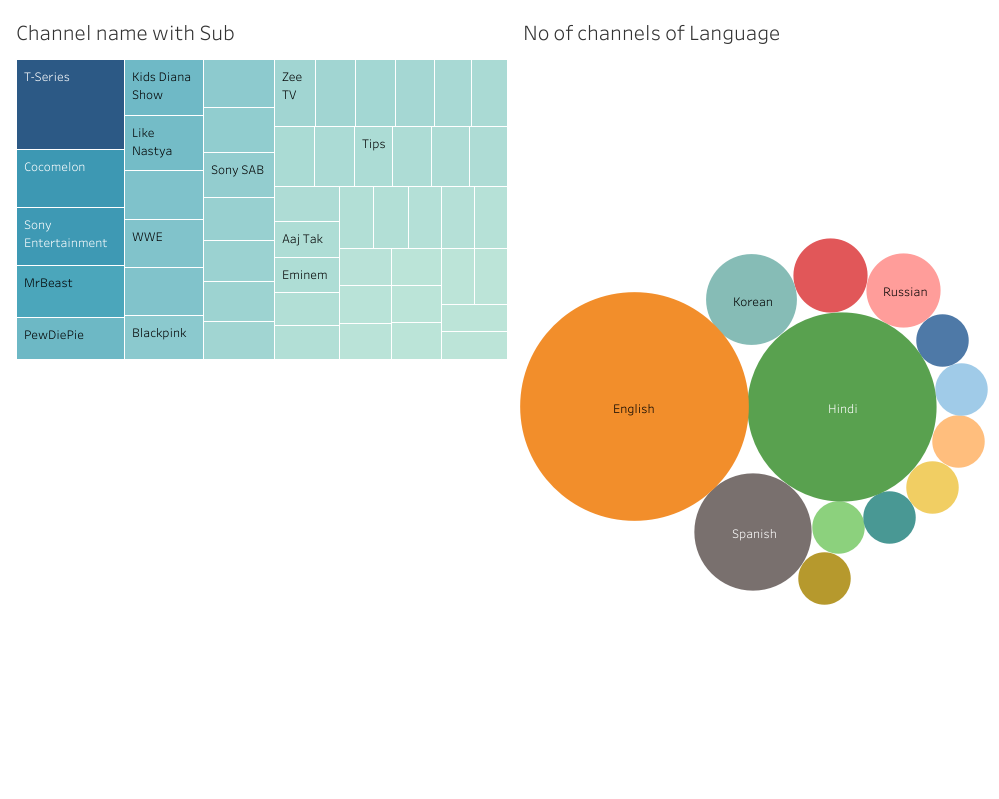 Channel name with Sub
No of channels of Language
T-Series
Cocomelon
Sony
Entertainment
MrBeast
PewDiePie
Kids Diana
Show
Like
Nastya
WWE
Blackpink
Sony SAB
Zee
TV
Tips
Aaj Tak
Eminem
Korean
Russian
English
Hindi
Spanish